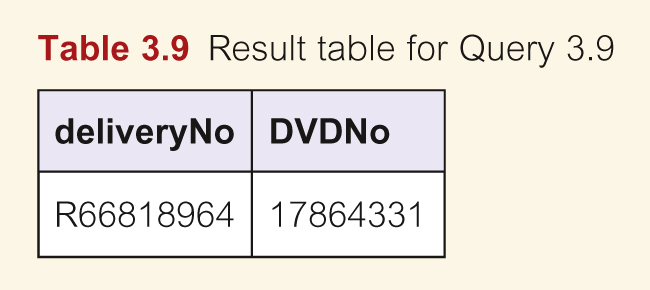 Table 3.9 Result table for Query 3.9
deliveryNo DVDNo
R66818964 17864331